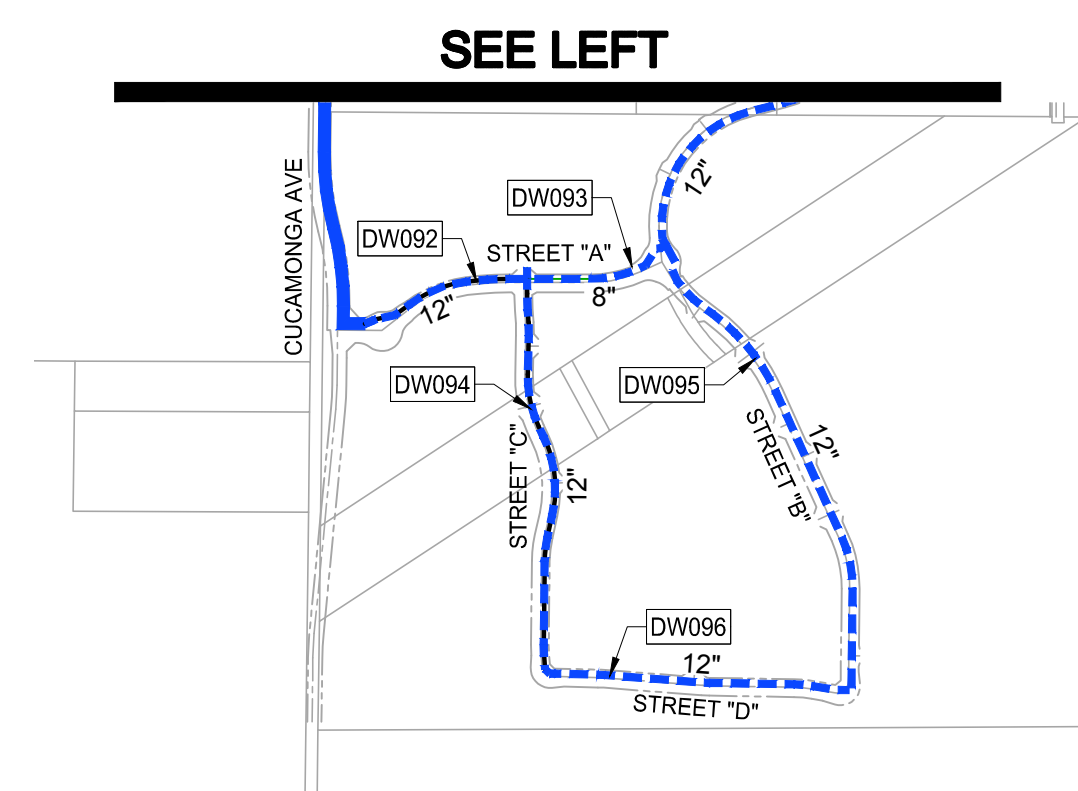 SEE LEFT
CUCAMONGA AVE
12"
DW093
DW092
STREET "A"
12"
8"
DW094
DW095
STREET "C"
12"
STREET "B"
12"
DW096
12"
STREET "D"